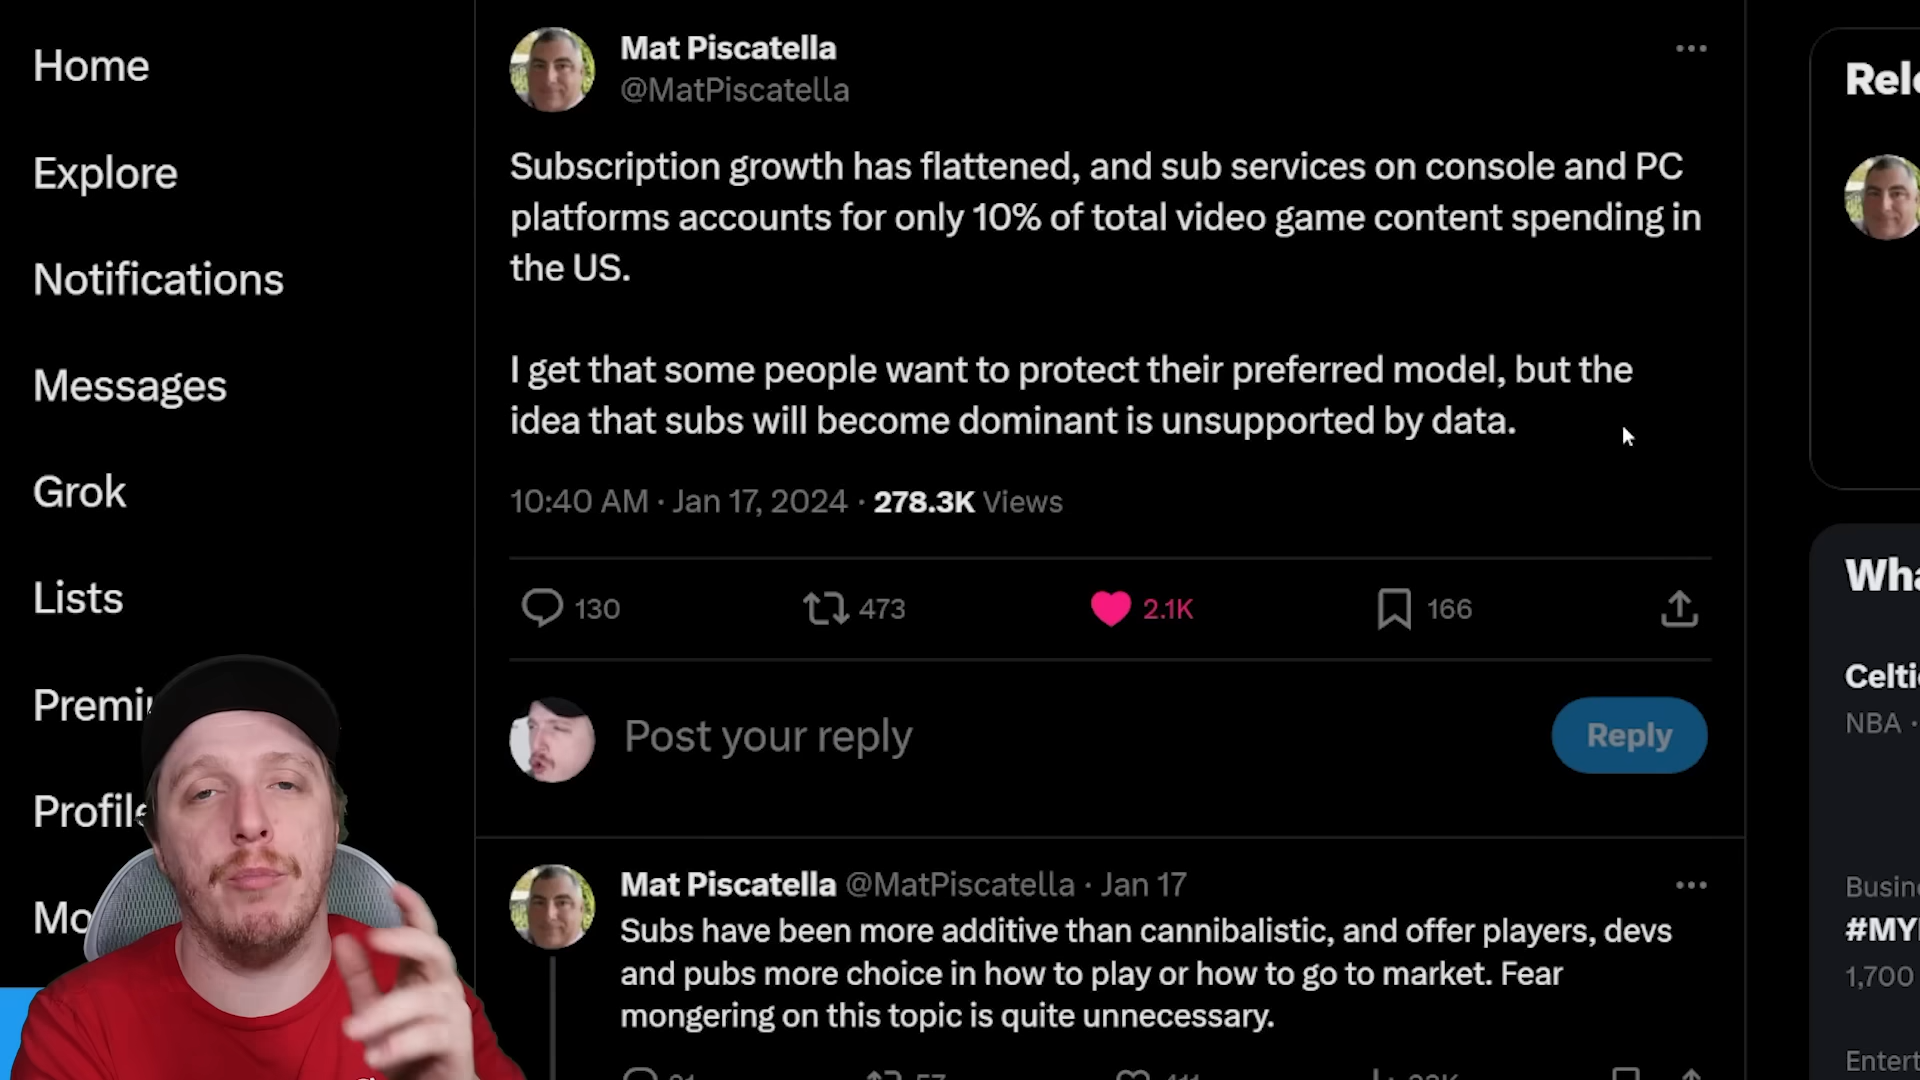 Home
Explore
Notifications
Messages
Grok
Lists
Profile
Mat Piscatella
@MatPiscatella
Subscription growth has flattened, and sub services on console and PC
platforms accounts for only 10% of total video game content spending in
the US.
I get that some people want to protect their preferred model, but the
idea that subs will become dominant is unsupported by data.
10:40 AM · Jan 17, 2024 · 278.3K Views
130 473 2.1K 166
Post your reply
Reply
Mat Piscatella @MatPiscatella · Jan 17
Subs have been more additive than cannibalistic, and offer players, devs
and pubs more choice in how to play or how to go to market. Fear
mongering on this topic is quite unnecessary.
NBA ·
1,700